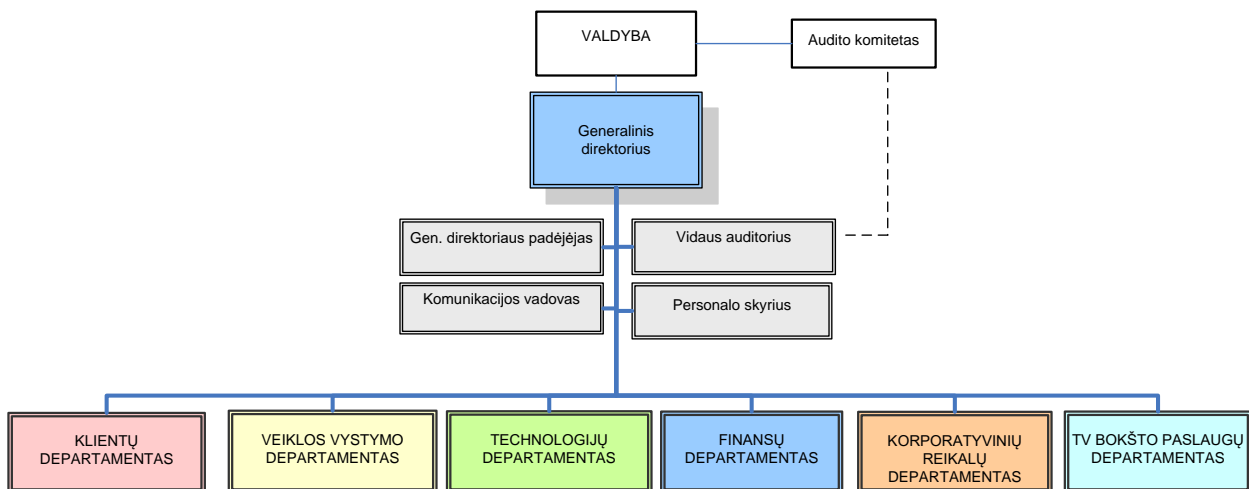 VALDYBA
Audito komitetas
Generalinis
direktorius
Gen. direktoriaus padėjėjas
Vidaus auditorius
Komunikacijos vadovas
Personalo skyrius
KLIENTŲ
DEPARTAMENTAS
VEIKLOS VYSTYMO
DEPARTAMENTAS
TECHNOLOGIJŲ
DEPARTAMENTAS
FINANSŲ
DEPARTAMENTAS
KORPORATYVINIŲ
REIKALŲ
DEPARTAMENTAS
TV BOKŠTO PASLAUGŲ
DEPARTAMENTAS